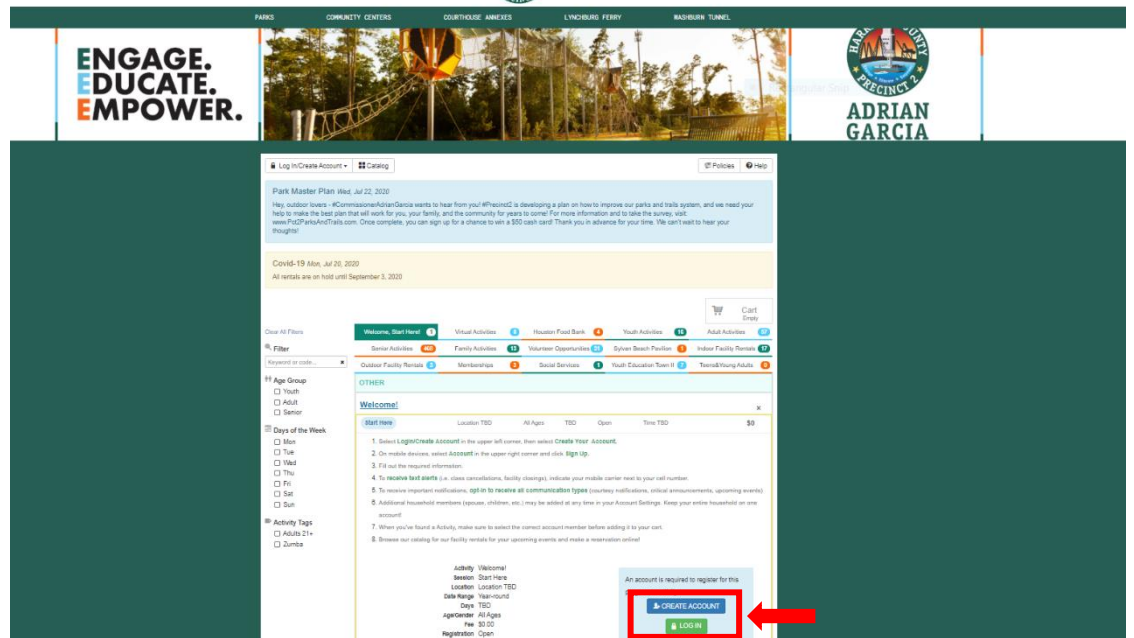 PARKS COMMUNITY CENTERS COURTHOUSE ANNEXES LYNCHBURG FERRY WASHBURN TUNNEL
ENGAGE.
EDUCATE.
EMPOWER.
PRECINCT 2
ADRIAN
GARCIA
Log In/Create Account Catalog Policies Help
Park Master Plan Wed, Jul 22, 2020
Hey, outdoor lovers - #CommissionerAdrianGarcia wants to hear from you! #Precinct2 is developing a plan on how to improve our parks and trails system, and we need your
help to make the best plan that will work for you, your family, and the community for years to come! For more information and to take the survey, visit:
www.Pct2ParksAndTrails.com. Once complete, you can sign up for a chance to win a $50 cash card! Thank you in advance for your time. We can't wait to hear your
thoughts!
Covid-19 Mon, Jul 20, 2020
All rentals are on hold until September 3, 2020
Cart
Empty
Clear All Filters Welcome, Start Here! 1 Virtual Activities Houston Food Bank Youth Activities 16 Adult Activities
Filter Senior Activities Family Activities 13 Volunteer Opportunities Sylvan Beach Pavilion Indoor Facility Rentals 17
Keyword or code... Outdoor Facility Rentals Memberships Social Services 1 Youth Education Town II Teens&Young Adults
Age Group OTHER
Youth
Adult Welcome!
Senior
Start Here Location TBD All Ages TBD Open Time TBD $0
Days of the Week
Mon
Tue
Wed
Thu
Fri
Sat
Sun
Activity Tags
Adults 21+
Zumba
1. Select Login/Create Account in the upper left corner, then select Create Your Account.
2. On mobile devices, select Account in the upper right corner and click Sign Up.
3. Fill out the required information.
4. To receive text alerts (i.e. class cancellations, facility closings), indicate your mobile carrier next to your cell number.
5. To receive important notifications, opt-in to receive all communication types (courtesy notifications, critical announcements, upcoming events)
6. Additional household members (spouse, children, etc.) may be added at any time in your Account Settings. Keep your entire household on one
account!
7. When you've found a Activity, make sure to select the correct account member before adding it to your cart.
8. Browse our catalog for our facility rentals for your upcoming events and make a reservation online!
Activity Welcome!
Session Start Here
Location Location TBD
Date Range Year-round
Days TBD
Age/Gender All Ages
Fee $0.00
Registration Open
An account is required to register for this
CREATE ACCOUNT
LOG IN